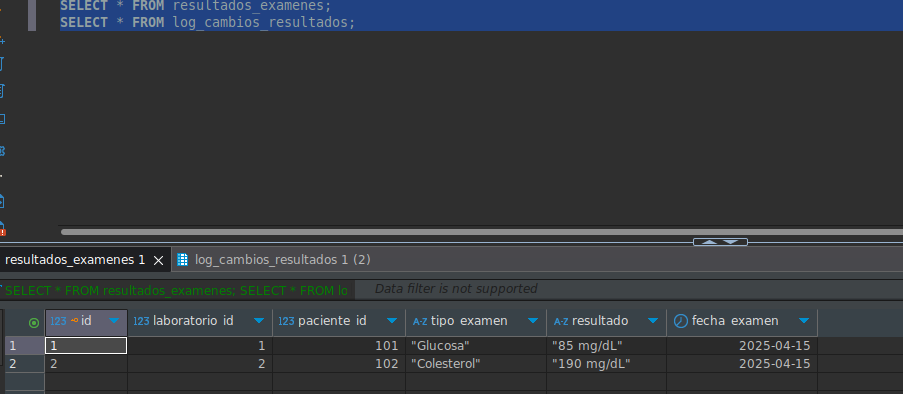 SELECT * FROM resultados_examenes;
SELECT * FROM log_cambios_resultados;
resultados_examenes 1 log_cambios_resultados 1 (2)
SELECT * FROM resultados_examenes; SELECT * FROM lo Data filter is not supported
123 id 123 laboratorio_id 123 paciente_id A-Z tipo_examen A-Z resultado fecha_examen
1 1 1 101 "Glucosa" "85 mg/dL" 2025-04-15
2 2 2 102 "Colesterol" "190 mg/dL" 2025-04-15